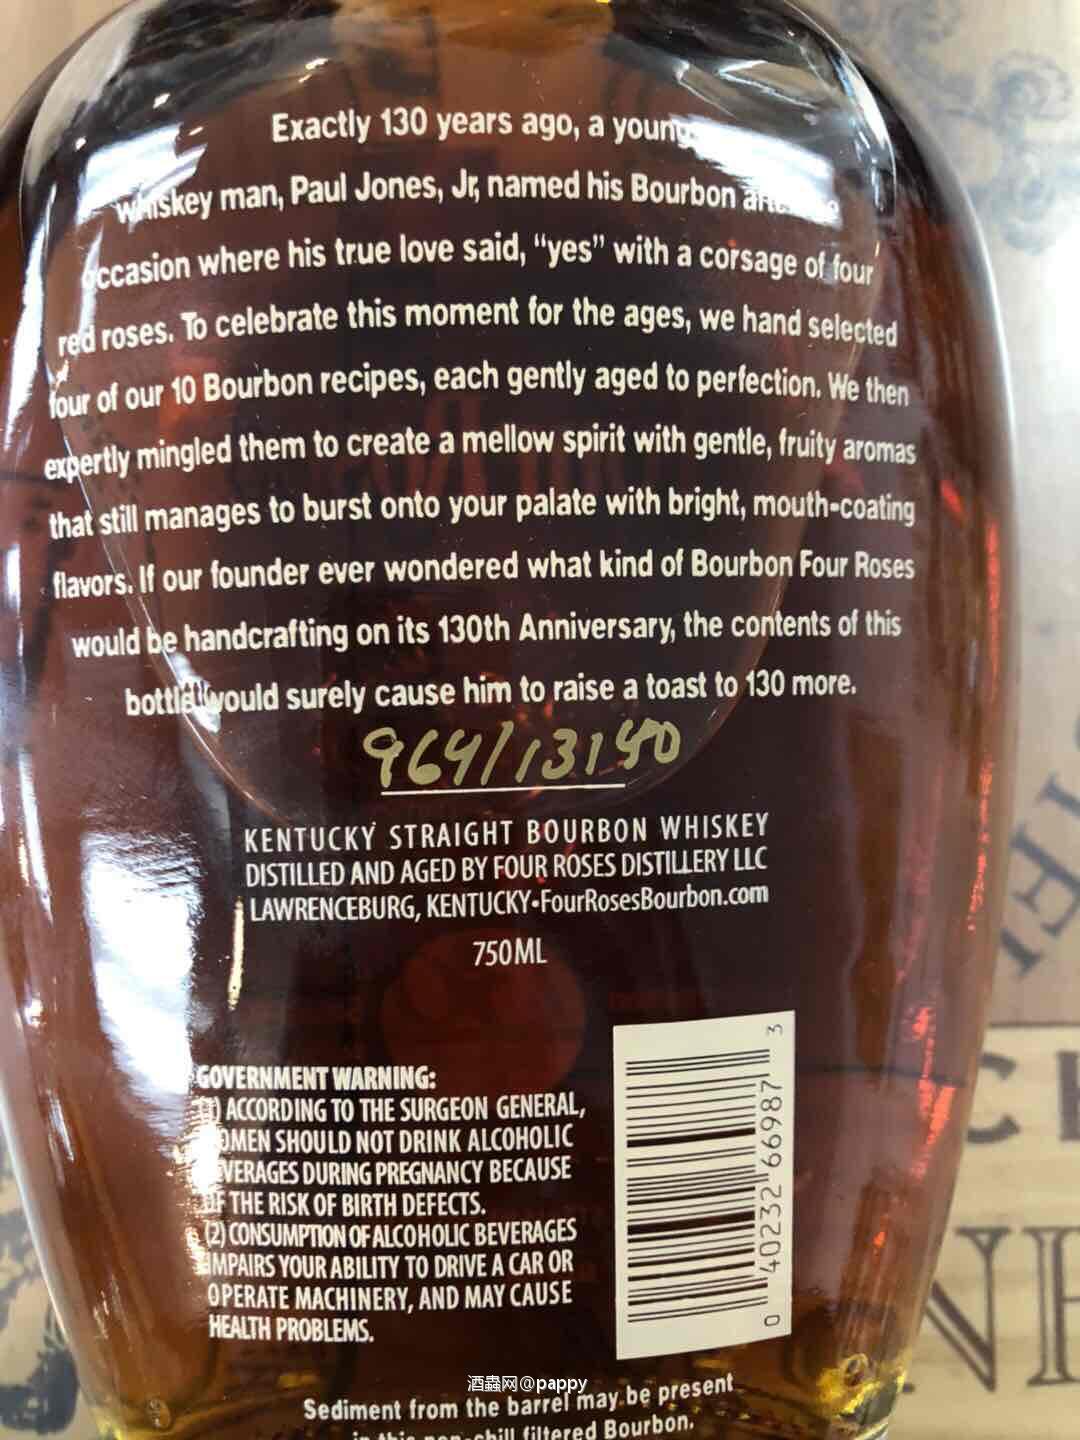 Exactly 130 years ago, a young
whiskey man, Paul Jones, Jr, named his Bourbon
occasion where his true love said, “yes” with a corsage of four
red roses. To celebrate this moment for the ages, we hand selected
four of our 10 Bourbon recipes, each gently aged to perfection. We then
expertly mingled them to create a mellow spirit with gentle, fruity aromas
that still manages to burst onto your palate with bright, mouth-coating
flavors. If our founder ever wondered what kind of Bourbon Four Roses
would be handcrafting on its 130th Anniversary, the contents of this
bottle would surely cause him to raise a toast to 130 more.
964/13140
KENTUCKY STRAIGHT BOURBON WHISKEY
DISTILLED AND AGED BY FOUR ROSES DISTILLERY LLC
LAWRENCEBURG, KENTUCKY•FourRosesBourbon.com
750ML
GOVERNMENT WARNING:
(1) ACCORDING TO THE SURGEON GENERAL,
WOMEN SHOULD NOT DRINK ALCOHOLIC
BEVERAGES DURING PREGNANCY BECAUSE
OF THE RISK OF BIRTH DEFECTS.
(2) CONSUMPTION OF ALCOHOLIC BEVERAGES
IMPAIRS YOUR ABILITY TO DRIVE A CAR OR
OPERATE MACHINERY, AND MAY CAUSE
HEALTH PROBLEMS.
0 40232 66987 3
酒蟲网@pappy
Sediment from the barrel may be present
in this non-chill filtered Bourbon.